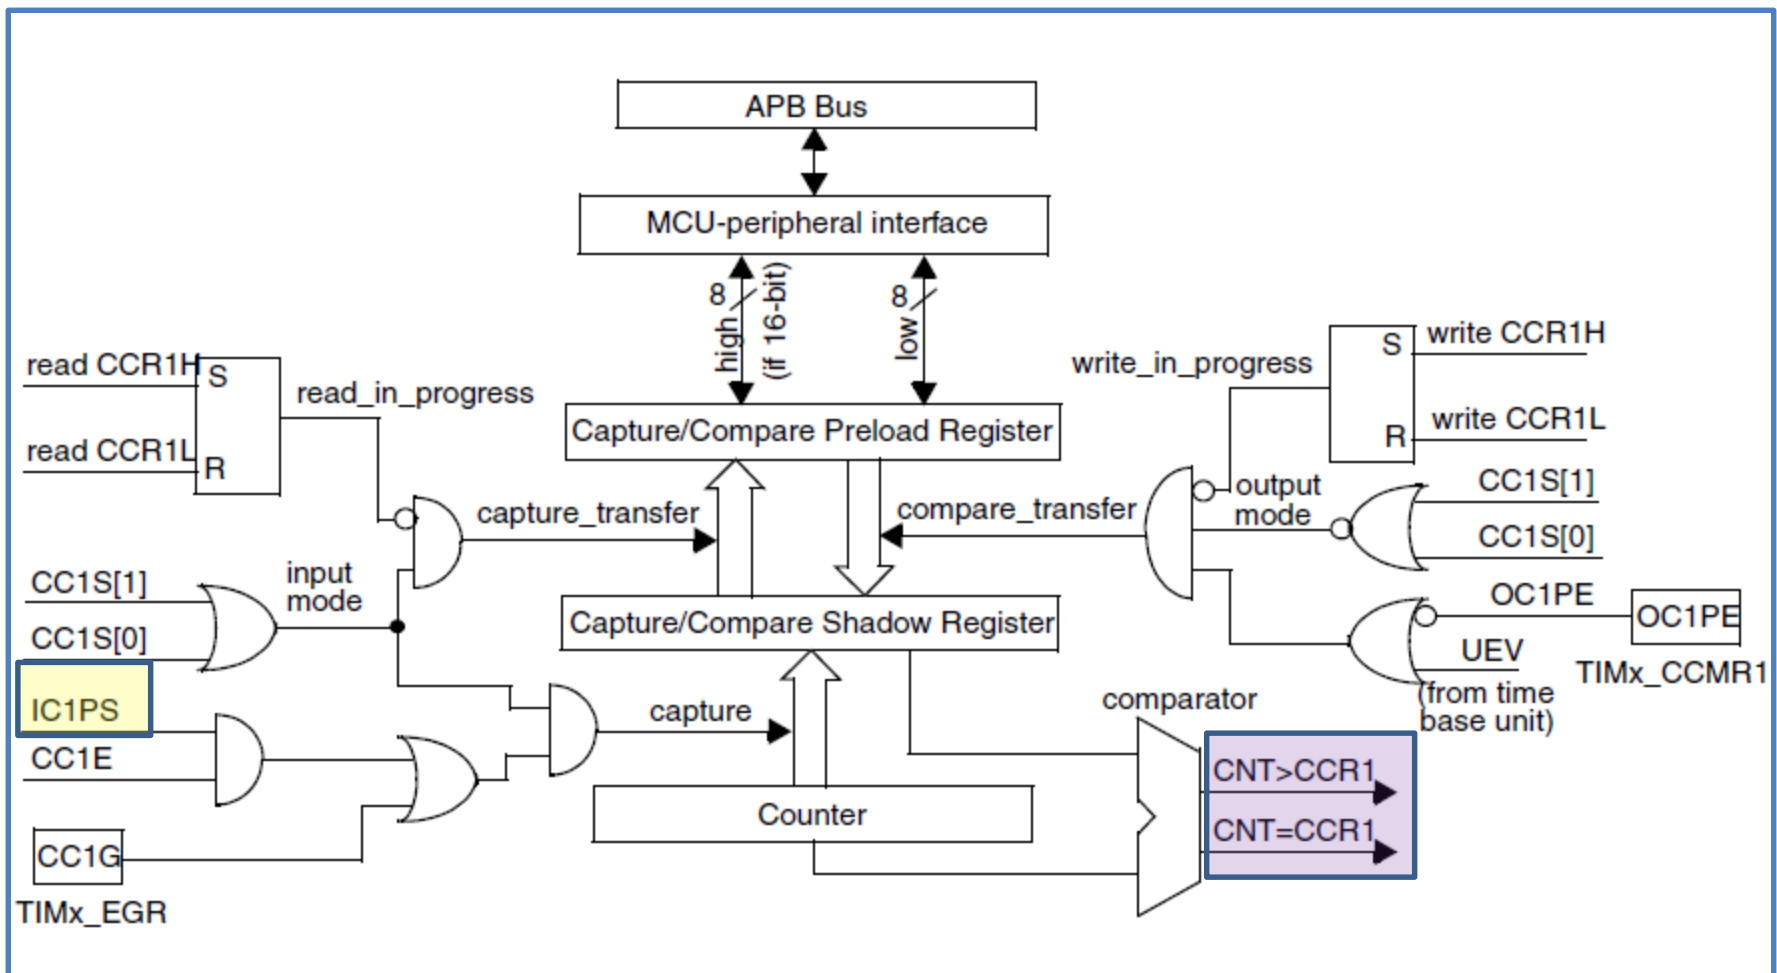 APB Bus
MCU-peripheral interface
8
high
(if 16-bit)
8
low
read CCR1H
S
read_in_progress
read CCR1L
R
write_in_progress
S
write CCR1H
R
write CCR1L
Capture/Compare Preload Register
capture_transfer
compare_transfer
output
mode
CC1S[1]
CC1S[0]
CC1S[1]
input
mode
CC1S[0]
Capture/Compare Shadow Register
OC1PE
OC1PE
UEV
TIMx_CCMR1
(from time
base unit)
IC1PS
CC1E
capture
comparator
CNT>CCR1
CNT=CCR1
Counter
CC1G
TIMx_EGR